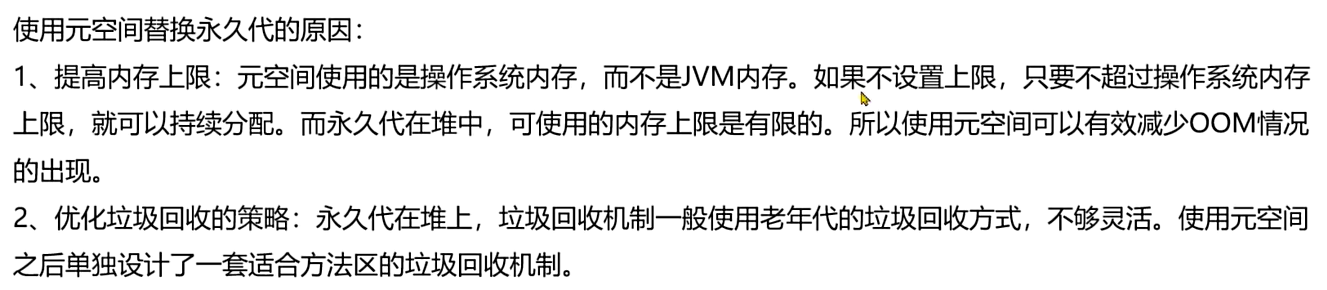 使用元空间替换永久代的原因：
1、提高内存上限：元空间使用的是操作系统内存，而不是JVM内存。如果不设置上限，只要不超过操作系统内存
上限，就可以持续分配。而永久代在堆中，可使用的内存上限是有限的。所以使用元空间可以有效减少OOM情况
的出现。
2、优化垃圾回收的策略：永久代在堆上，垃圾回收机制一般使用老年代的垃圾回收方式，不够灵活。使用元空间
之后单独设计了一套适合方法区的垃圾回收机制。